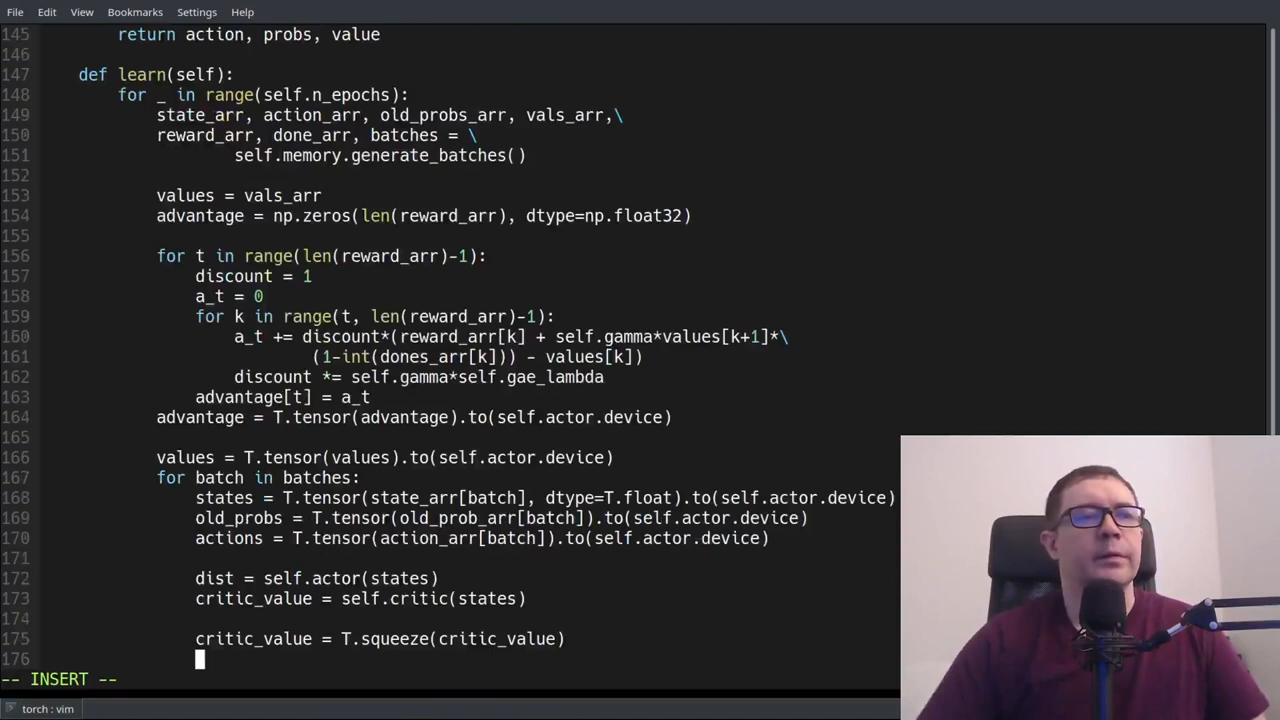 File Edit View Bookmarks Settings Help
145 return action, probs, value
146
147 def learn(self):
148 for _ in range(self.n_epochs):
149 state_arr, action_arr, old_probs_arr, vals_arr,\
150 reward_arr, done_arr, batches = \
151 self.memory.generate_batches()
152
153 values = vals_arr
154 advantage = np.zeros(len(reward_arr), dtype=np.float32)
155
156 for t in range(len(reward_arr)-1):
157 discount = 1
158 a_t = 0
159 for k in range(t, len(reward_arr)-1):
160 a_t += discount*(reward_arr[k] + self.gamma*values[k+1]*\
161 (1-int(dones_arr[k])) - values[k])
162 discount *= self.gamma*self.gae_lambda
163 advantage[t] = a_t
164 advantage = T.tensor(advantage).to(self.actor.device)
165
166 values = T.tensor(values).to(self.actor.device)
167 for batch in batches:
168 states = T.tensor(state_arr[batch], dtype=T.float).to(self.actor.device)
169 old_probs = T.tensor(old_prob_arr[batch]).to(self.actor.device)
170 actions = T.tensor(action_arr[batch]).to(self.actor.device)
171
172 dist = self.actor(states)
173 critic_value = self.critic(states)
174
175 critic_value = T.squeeze(critic_value)
176
-- INSERT --
torch : vim